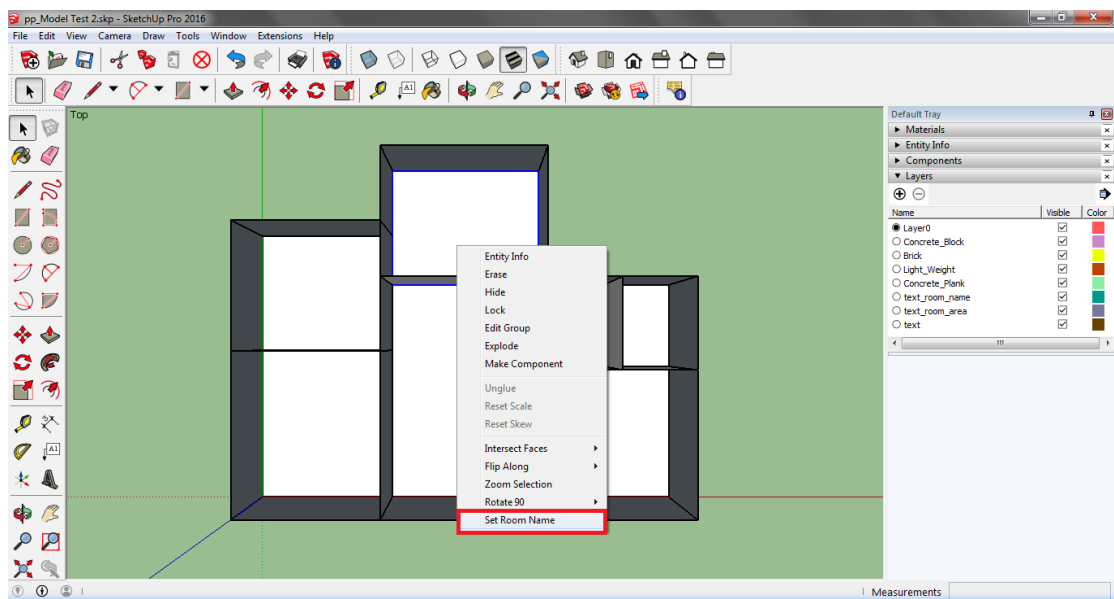 pp_Model Test 2.skp - SketchUp Pro 2016
File Edit View Camera Draw Tools Window Extensions Help
A1
Top
Default Tray
Materials
Entity Info
Components
Layers
Name Visible Color
Layer0
Concrete_Block
Brick
Light_Weight
Concrete_Plank
text_room_name
text_room_area
text
Entity Info
Erase
Hide
Lock
Edit Group
Explode
Make Component
Unglue
Reset Scale
Reset Skew
Intersect Faces
Flip Along
Zoom Selection
Rotate 90
Set Room Name
A1
Measurements